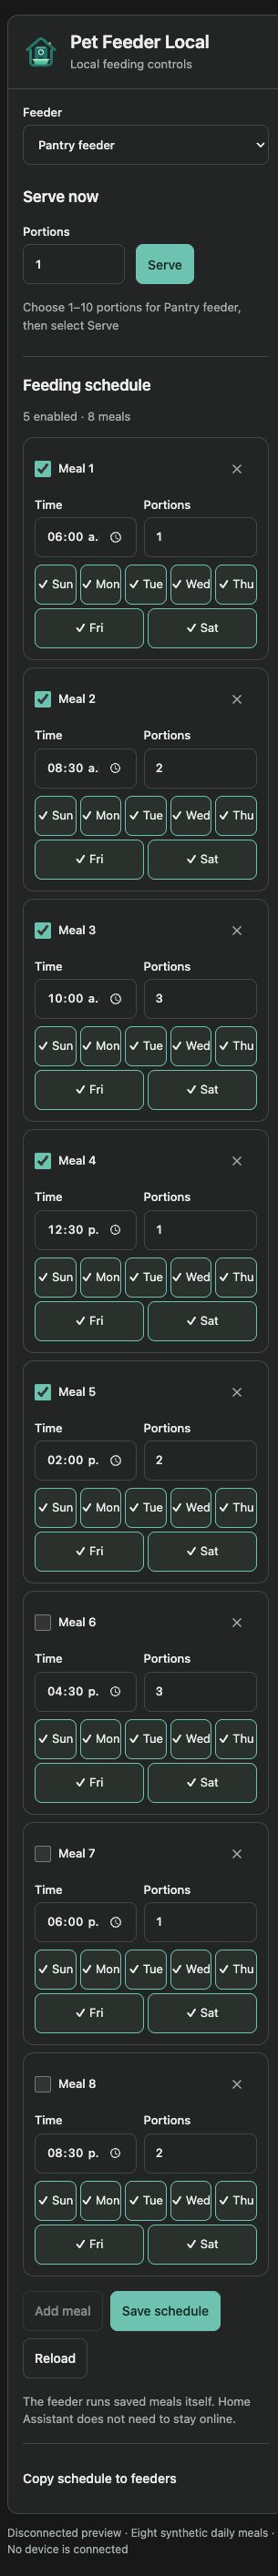 Pet Feeder Local
Local feeding controls
Feeder
Pantry feeder
Serve now
Portions
1
Serve
Choose 1–10 portions for Pantry feeder,
then select Serve
Feeding schedule
5 enabled · 8 meals
Meal 1
Time Portions
06:00 a. 1
✓ Sun ✓ Mon ✓ Tue ✓ Wed ✓ Thu
✓ Fri ✓ Sat
Meal 2
Time Portions
08:30 a. 2
✓ Sun ✓ Mon ✓ Tue ✓ Wed ✓ Thu
✓ Fri ✓ Sat
Meal 3
Time Portions
10:00 a. 3
✓ Sun ✓ Mon ✓ Tue ✓ Wed ✓ Thu
✓ Fri ✓ Sat
Meal 4
Time Portions
12:30 p. 1
✓ Sun ✓ Mon ✓ Tue ✓ Wed ✓ Thu
✓ Fri ✓ Sat
Meal 5
Time Portions
02:00 p. 2
✓ Sun ✓ Mon ✓ Tue ✓ Wed ✓ Thu
✓ Fri ✓ Sat
Meal 6
Time Portions
04:30 p. 3
✓ Sun ✓ Mon ✓ Tue ✓ Wed ✓ Thu
✓ Fri ✓ Sat
Meal 7
Time Portions
06:00 p. 1
✓ Sun ✓ Mon ✓ Tue ✓ Wed ✓ Thu
✓ Fri ✓ Sat
Meal 8
Time Portions
08:30 p. 2
✓ Sun ✓ Mon ✓ Tue ✓ Wed ✓ Thu
✓ Fri ✓ Sat
Add meal Save schedule
Reload
The feeder runs saved meals itself. Home
Assistant does not need to stay online.
Copy schedule to feeders
Disconnected preview · Eight synthetic daily meals ·
No device is connected